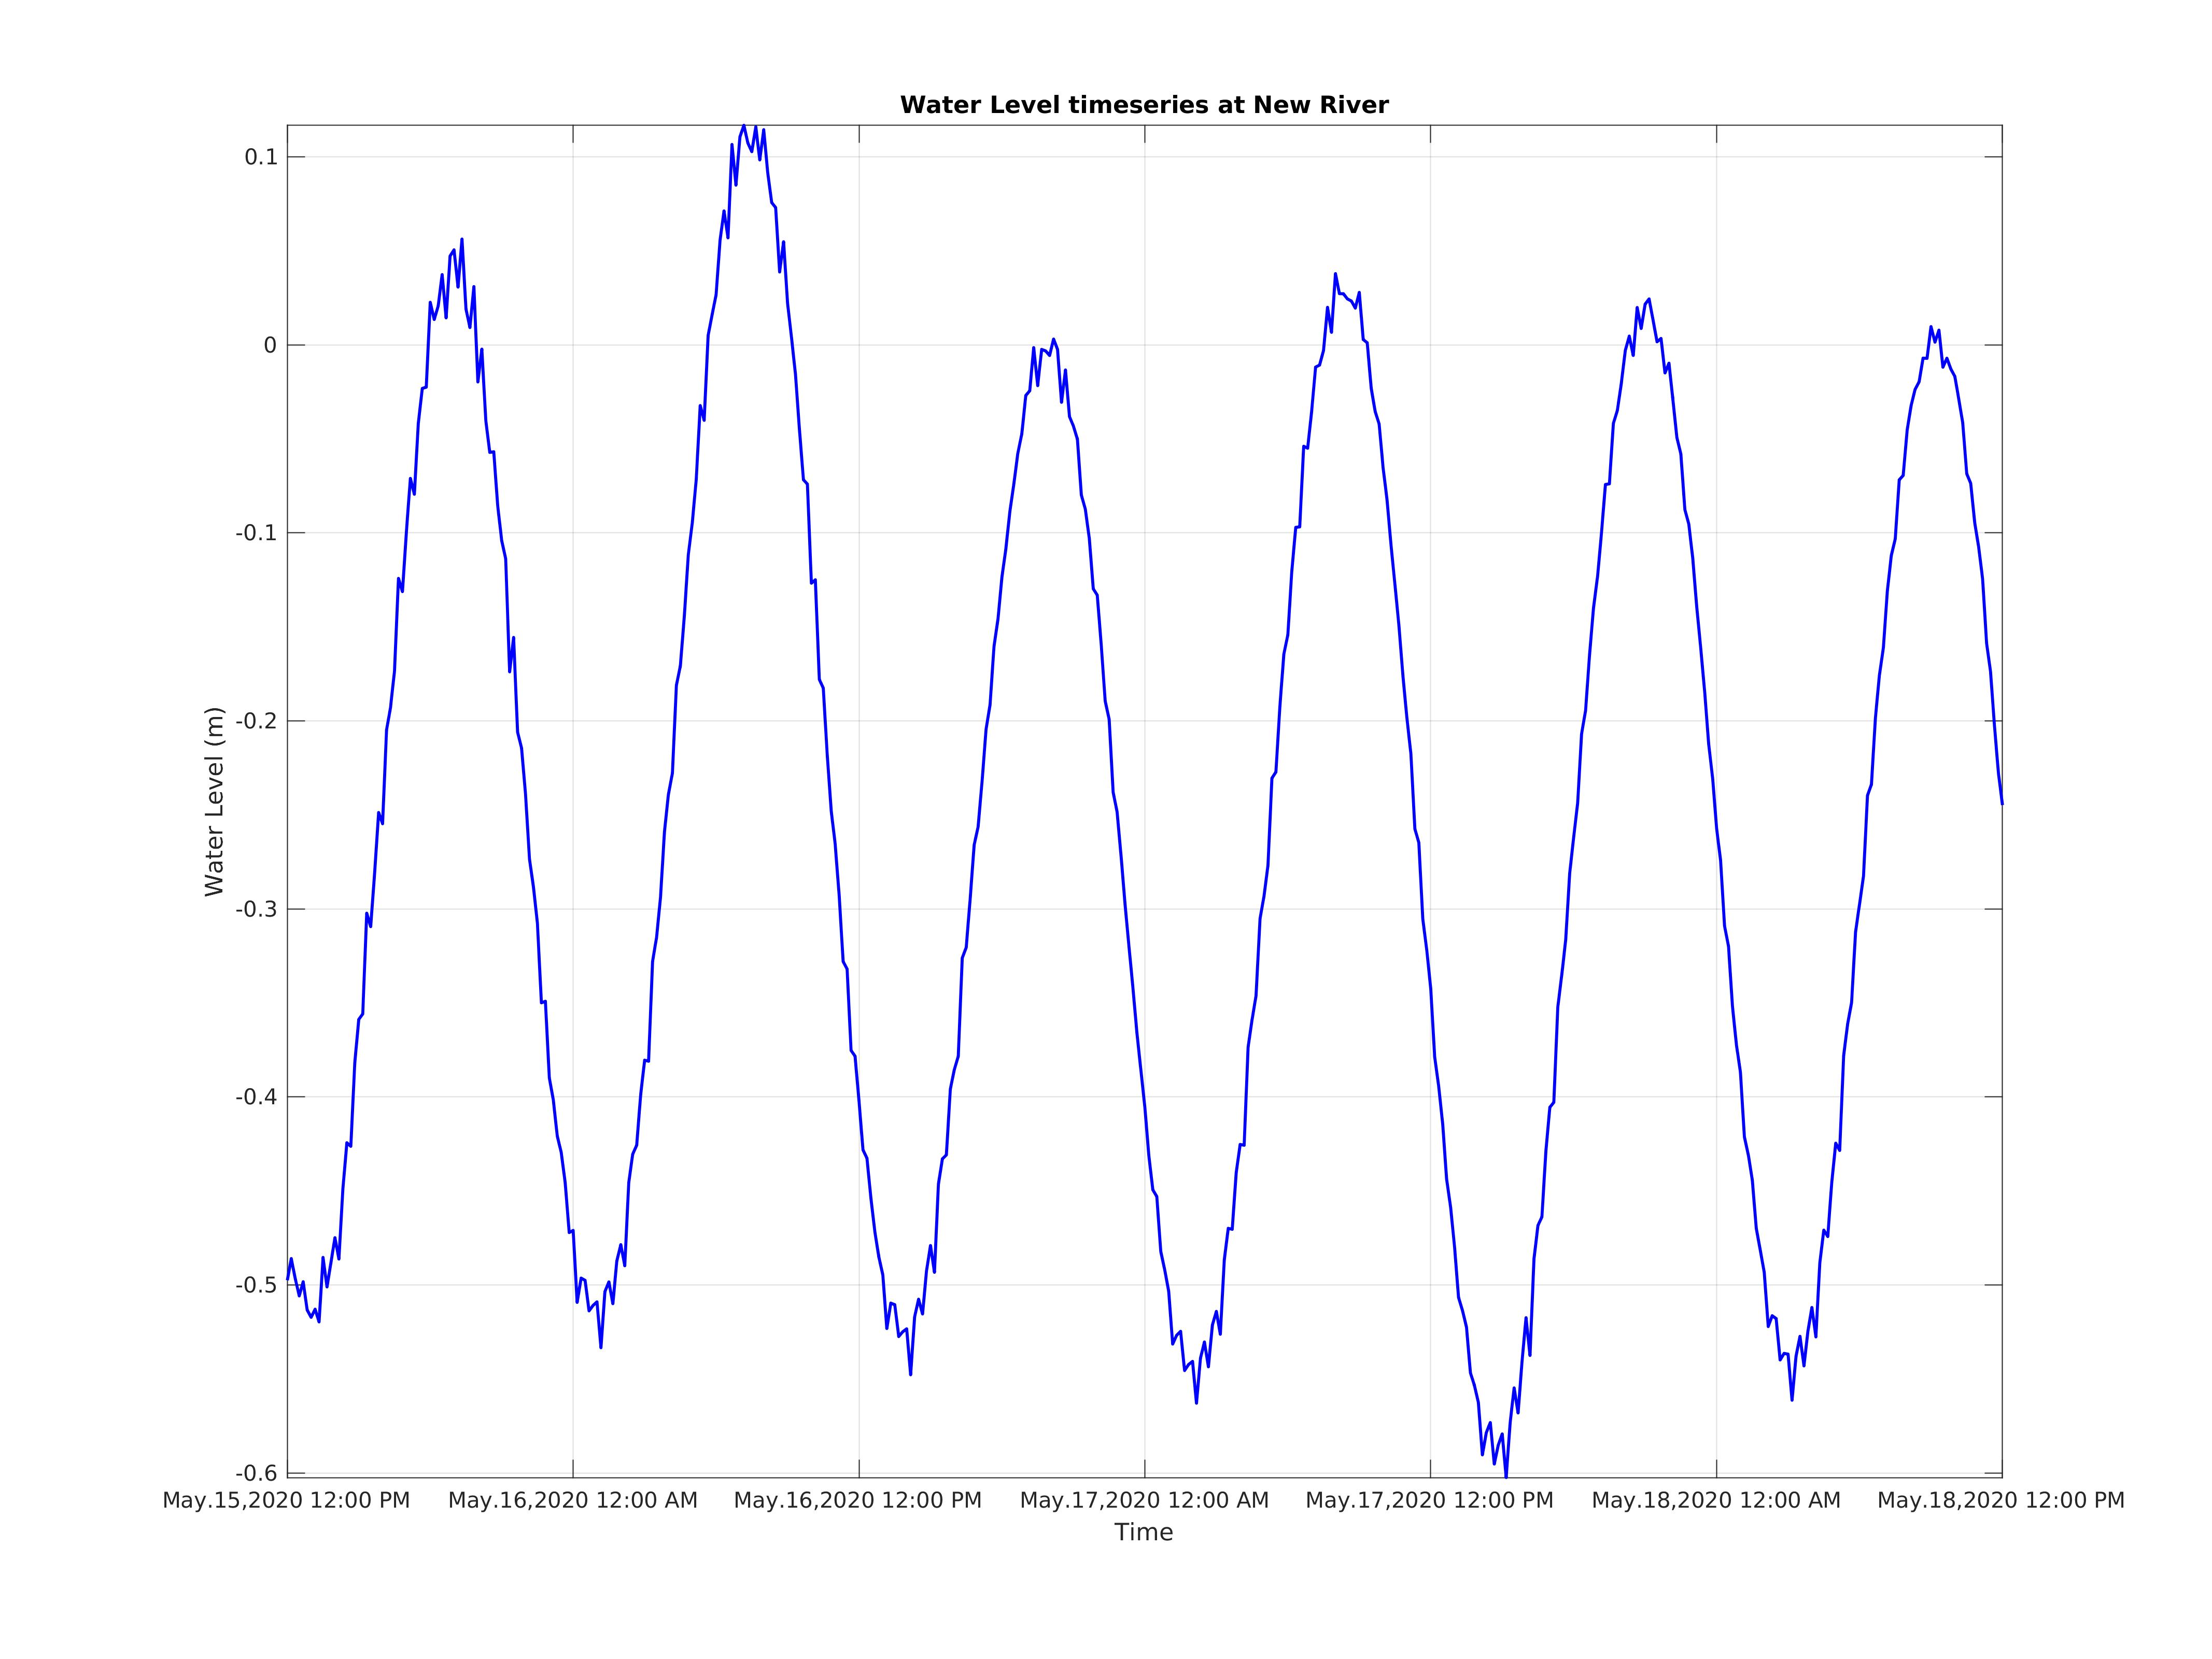 Water Level timeseries at New River
0.1
0
-0.1
-0.2
-0.3
-0.4
-0.5
-0.6
Water Level (m)
May.15,2020 12:00 PM May.16,2020 12:00 AM May.16,2020 12:00 PM May.17,2020 12:00 AM May.17,2020 12:00 PM May.18,2020 12:00 AM May.18,2020 12:00 PM
Time